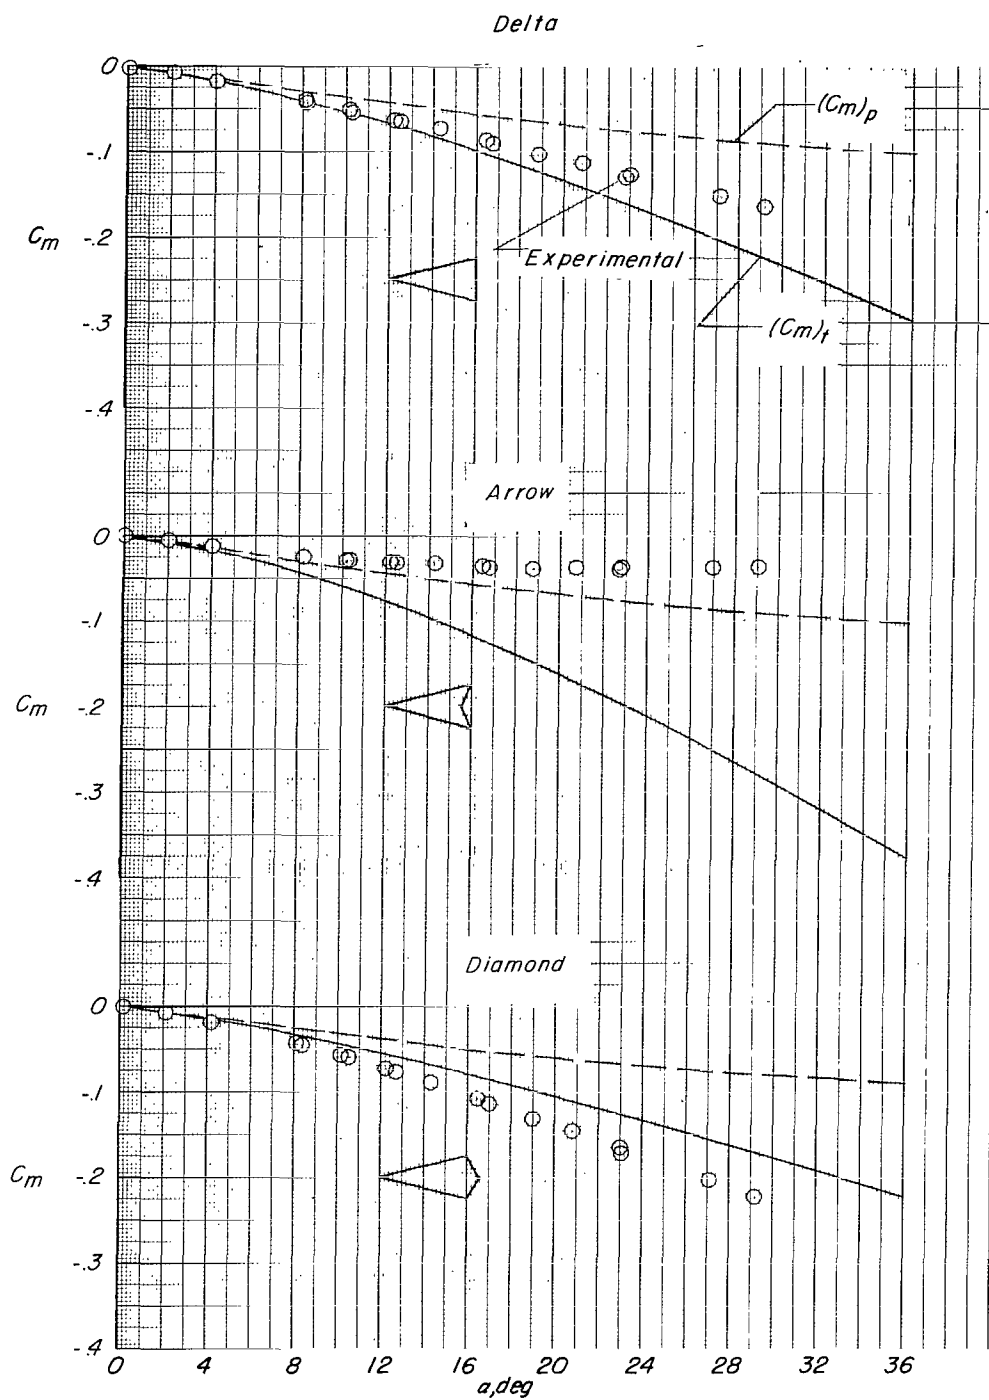 Delta
0
-.1
-.2
-.3
-.4
Cm
(Cm)p
Experimental
(Cm)t
Arrow
0
-.1
-.2
-.3
-.4
Cm
Diamond
0
-.1
-.2
-.3
-.4
Cm
0 4 8 12 16 20 24 28 32 36
α,deg